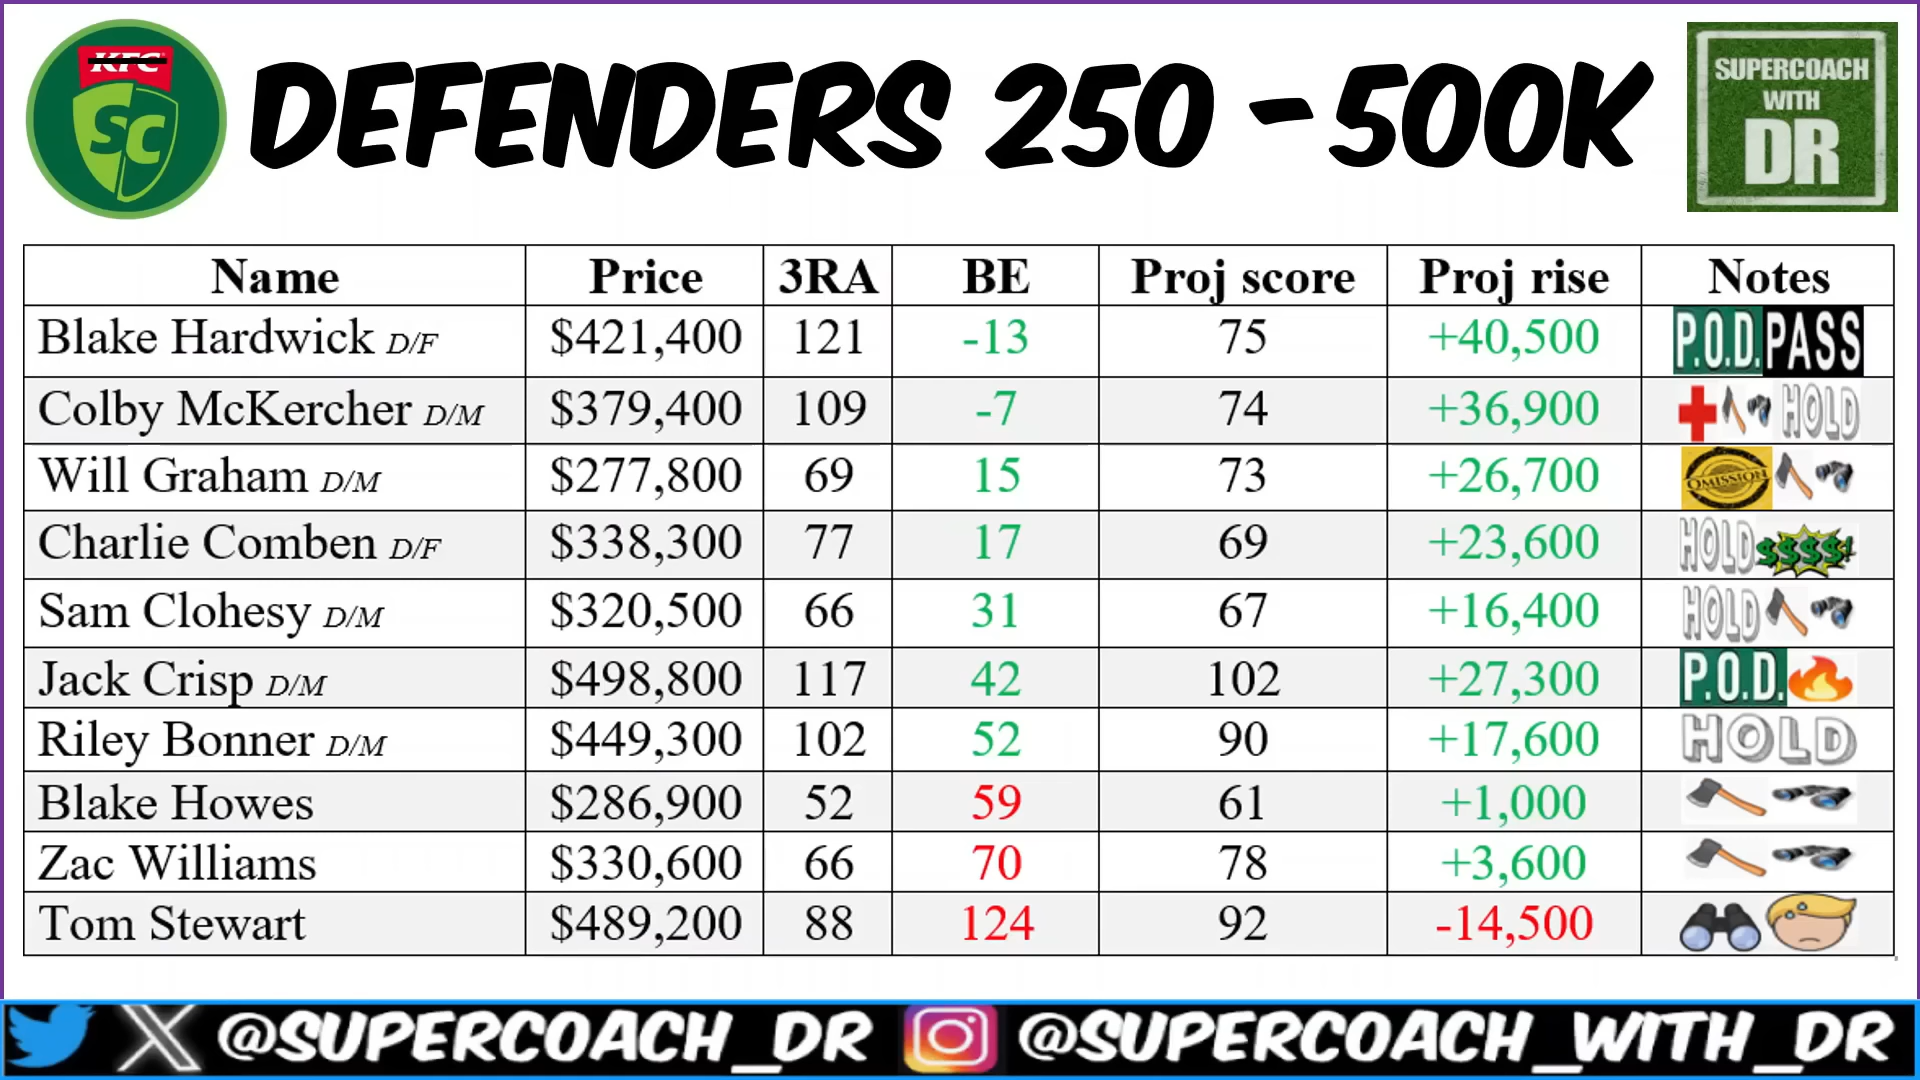 KFC
SC
DEFENDERS 250 - 500K
SUPERCOACH
WITH
DR
Name Price 3RA BE Proj score Proj rise Notes
Blake Hardwick D/F $421,400 121 -13 75 +40,500 P.O.D. PASS
Colby McKercher D/M $379,400 109 -7 74 +36,900 HOLD
Will Graham D/M $277,800 69 15 73 +26,700 OMISSION
Charlie Comben D/F $338,300 77 17 69 +23,600 HOLD $$$$!
Sam Clohesy D/M $320,500 66 31 67 +16,400 HOLD
Jack Crisp D/M $498,800 117 42 102 +27,300 P.O.D.
Riley Bonner D/M $449,300 102 52 90 +17,600 HOLD
Blake Howes $286,900 52 59 61 +1,000
Zac Williams $330,600 66 70 78 +3,600
Tom Stewart $489,200 88 124 92 -14,500
@SUPERCOACH_DR @SUPERCOACH_WITH_DR